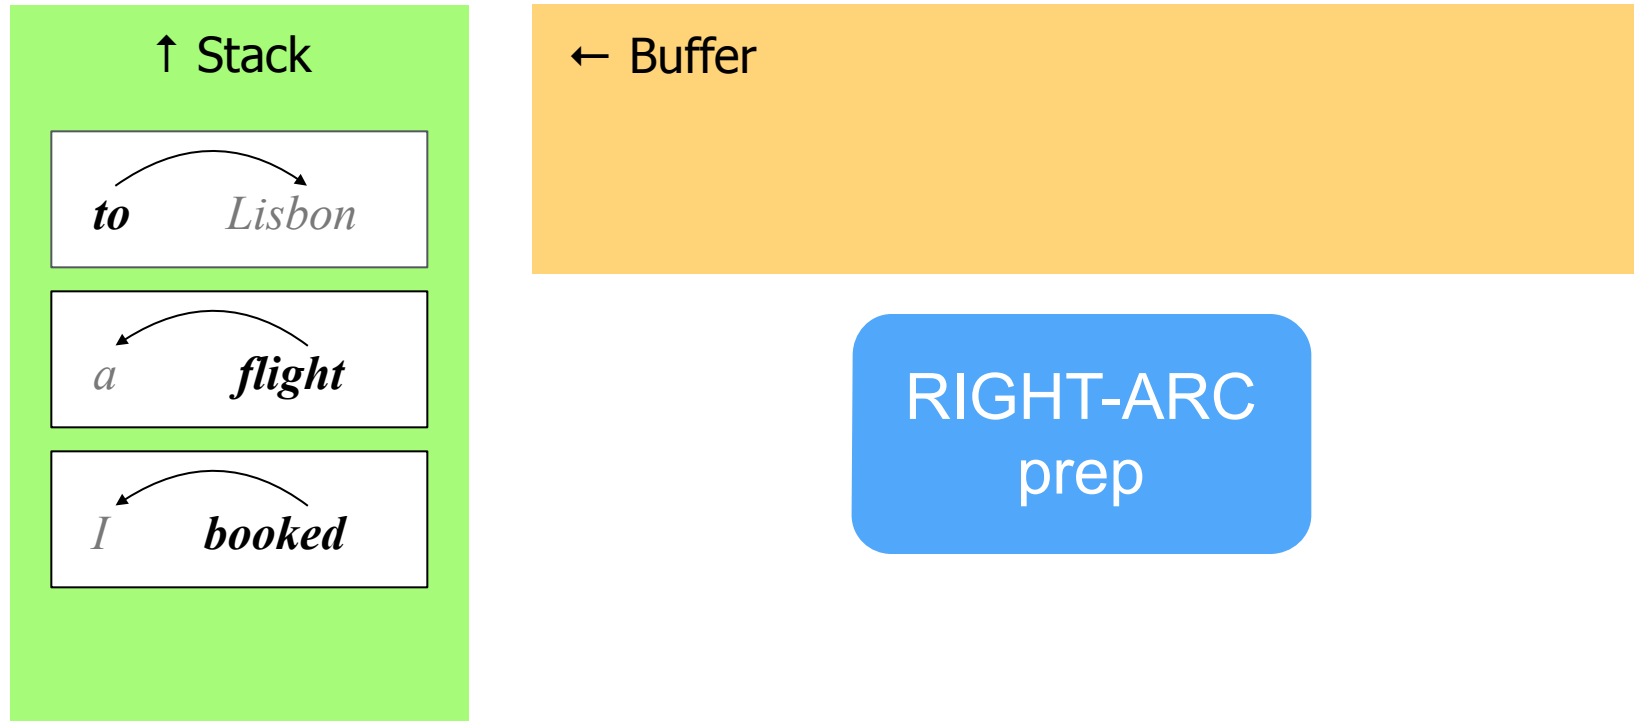 ↑ Stack
to Lisbon
a flight
I booked
← Buffer
RIGHT-ARC
prep